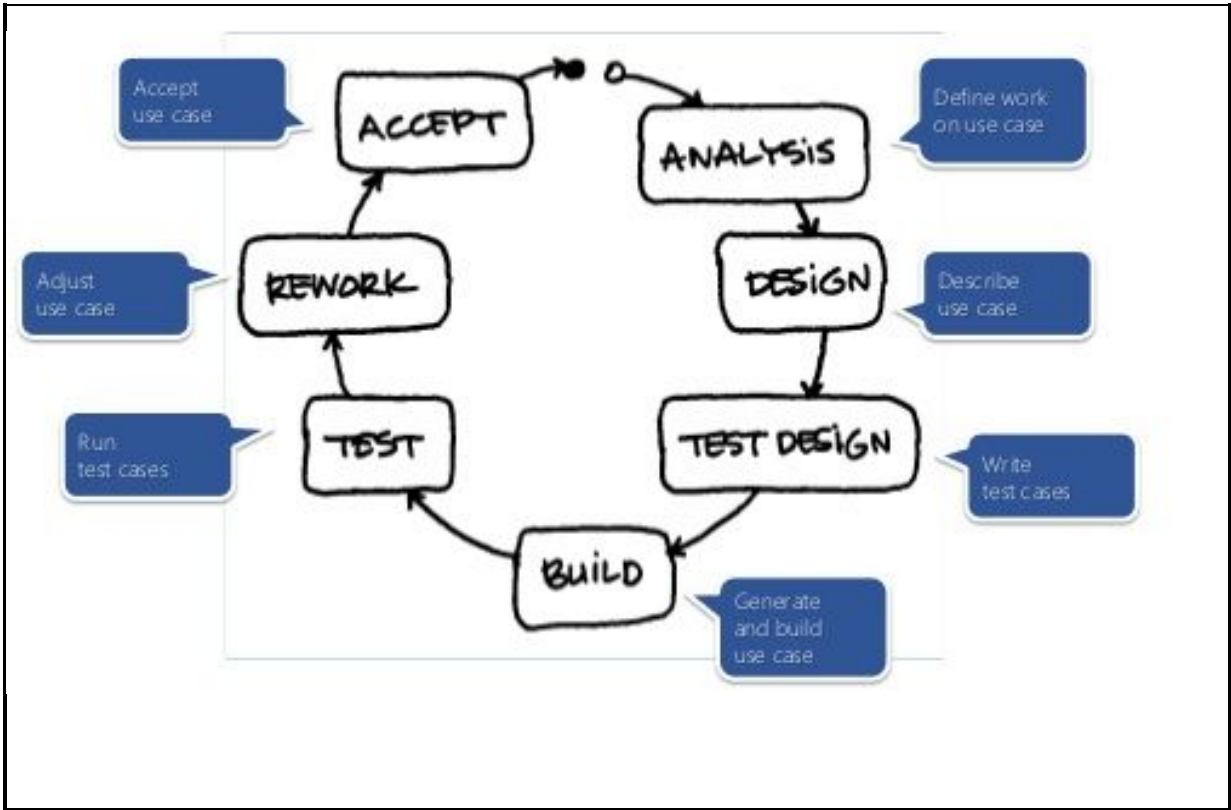 Accept
use case
ACCEPT
ANALYSiS
Define work
on use case
Adjust
use case
REWORK
DESiGN
Describe
use case
Run
test cases
TEST
TEST DESiGN
Write
test cases
BUiLD
Generate
and build
use case